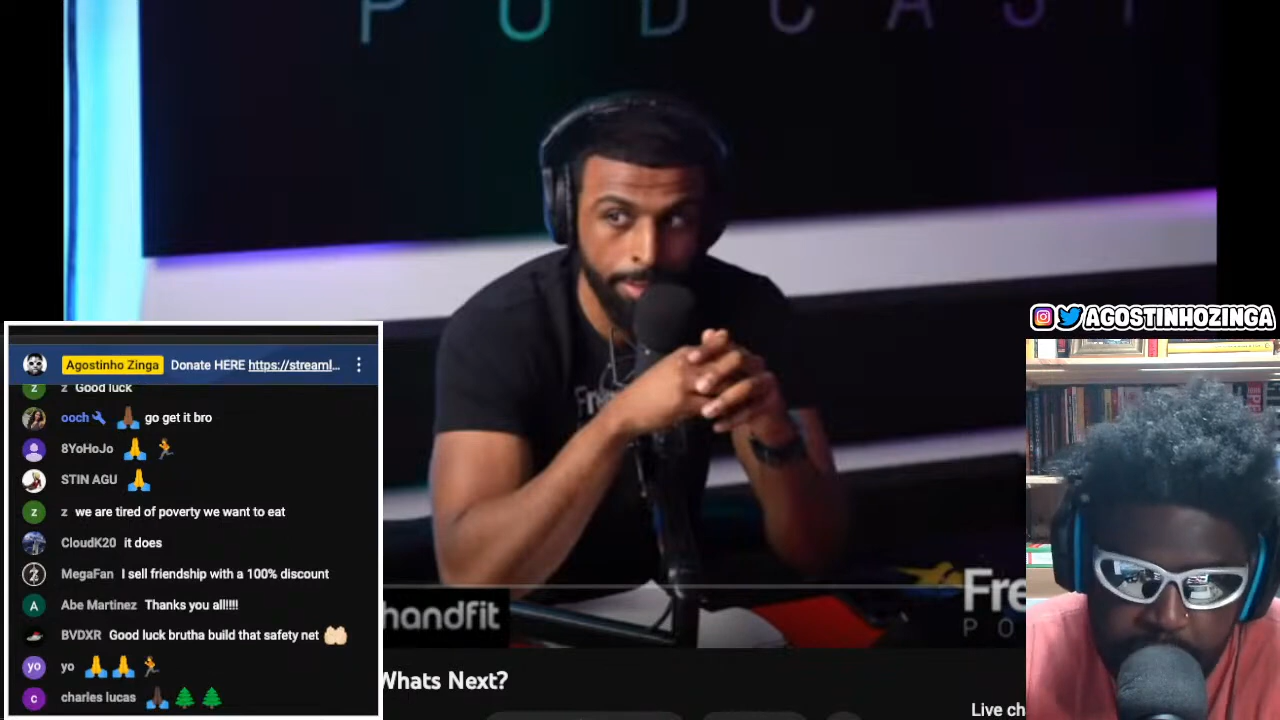 PODCAST
Agostinho Zinga Donate HERE https://streaml...
z Good luck
ooch go get it bro
8YoHoJo
STIN AGU
z we are tired of poverty we want to eat
CloudK20 it does
MegaFan I sell friendship with a 100% discount
A Abe Martinez Thanks you all!!!!
BVDXR Good luck brutha build that safety net
yo yo
c charles lucas
AGOSTINHOZINGA
Fre
handfit
Fre
PO
Whats Next?
Live ch